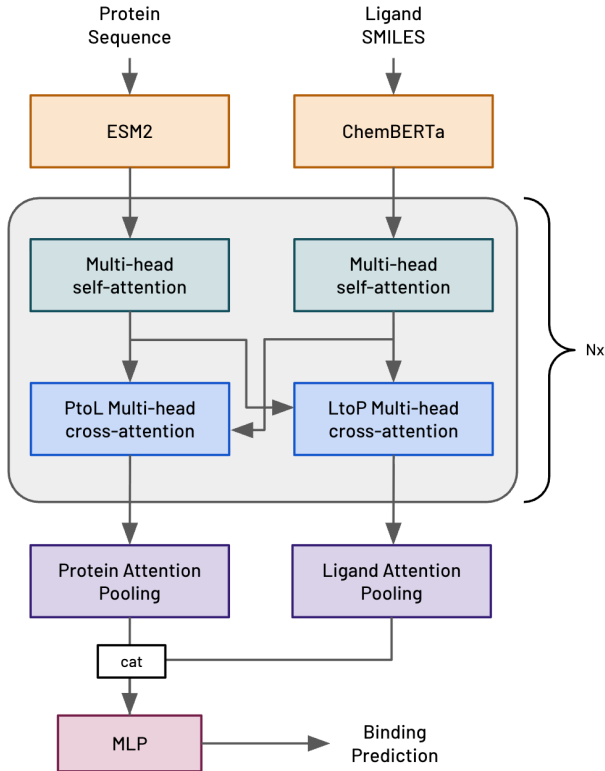 Protein
Sequence
Ligand
SMILES
ESM2
ChemBERTa
Multi-head
self-attention
Multi-head
self-attention
Nx
PtoL Multi-head
cross-attention
LtoP Multi-head
cross-attention
Protein Attention
Pooling
Ligand Attention
Pooling
cat
MLP
Binding
Prediction